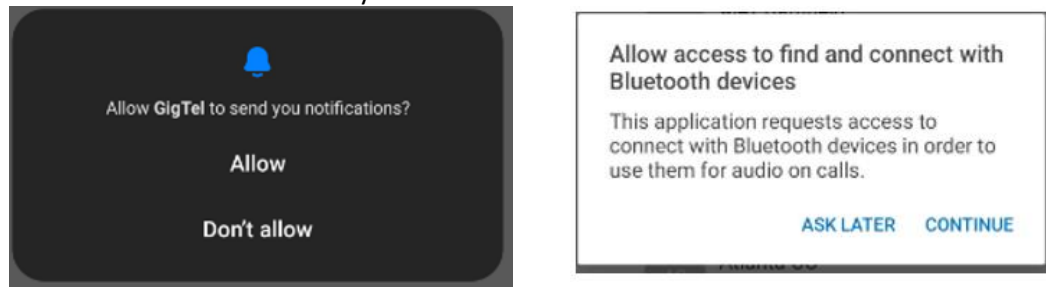 Allow GigTel to send you notifications?
Allow
Don't allow
Allow access to find and connect with
Bluetooth devices
This application requests access to
connect with Bluetooth devices in order to
use them for audio on calls.
ASK LATER CONTINUE